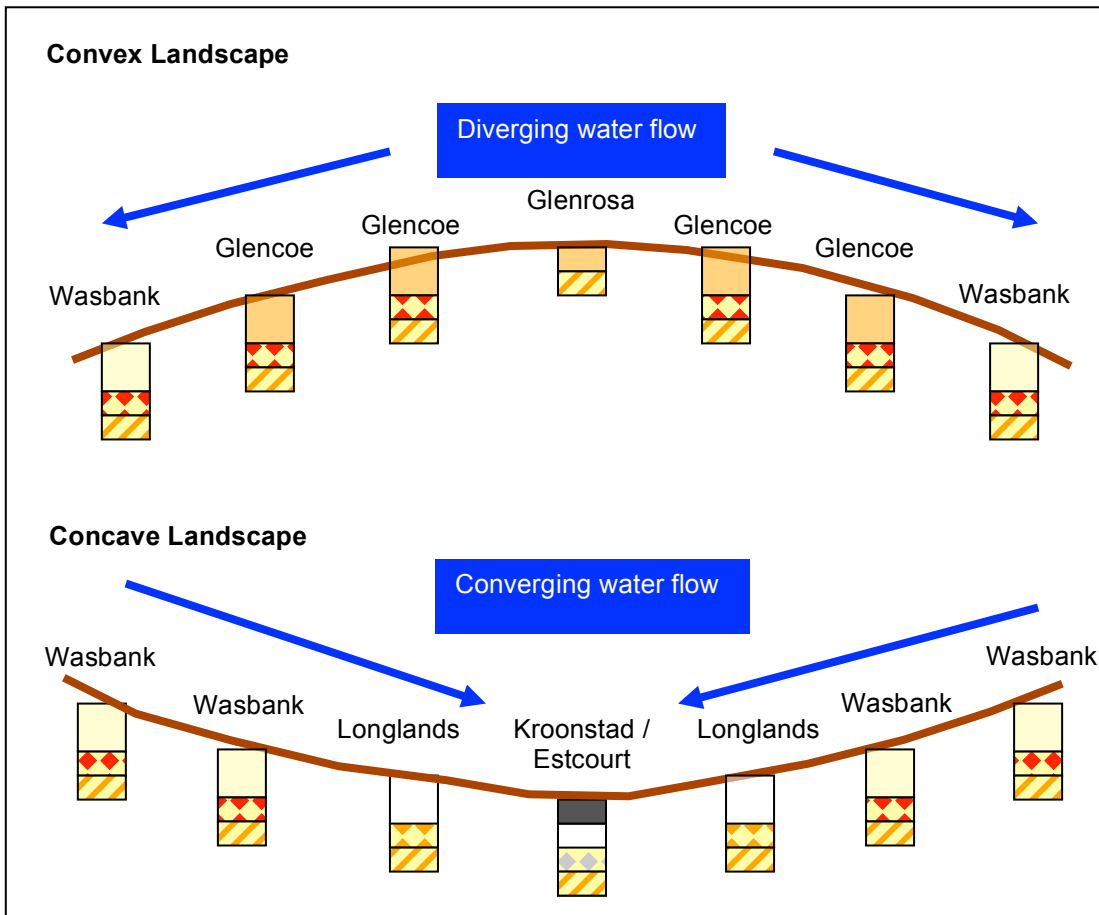 Convex Landscape
Diverging water flow
Glenrosa
Glencoe
Glencoe
Glencoe
Glencoe
Wasbank
Wasbank
Concave Landscape
Converging water flow
Wasbank
Wasbank
Wasbank
Wasbank
Longlands
Kroonstad /
Estcourt
Longlands